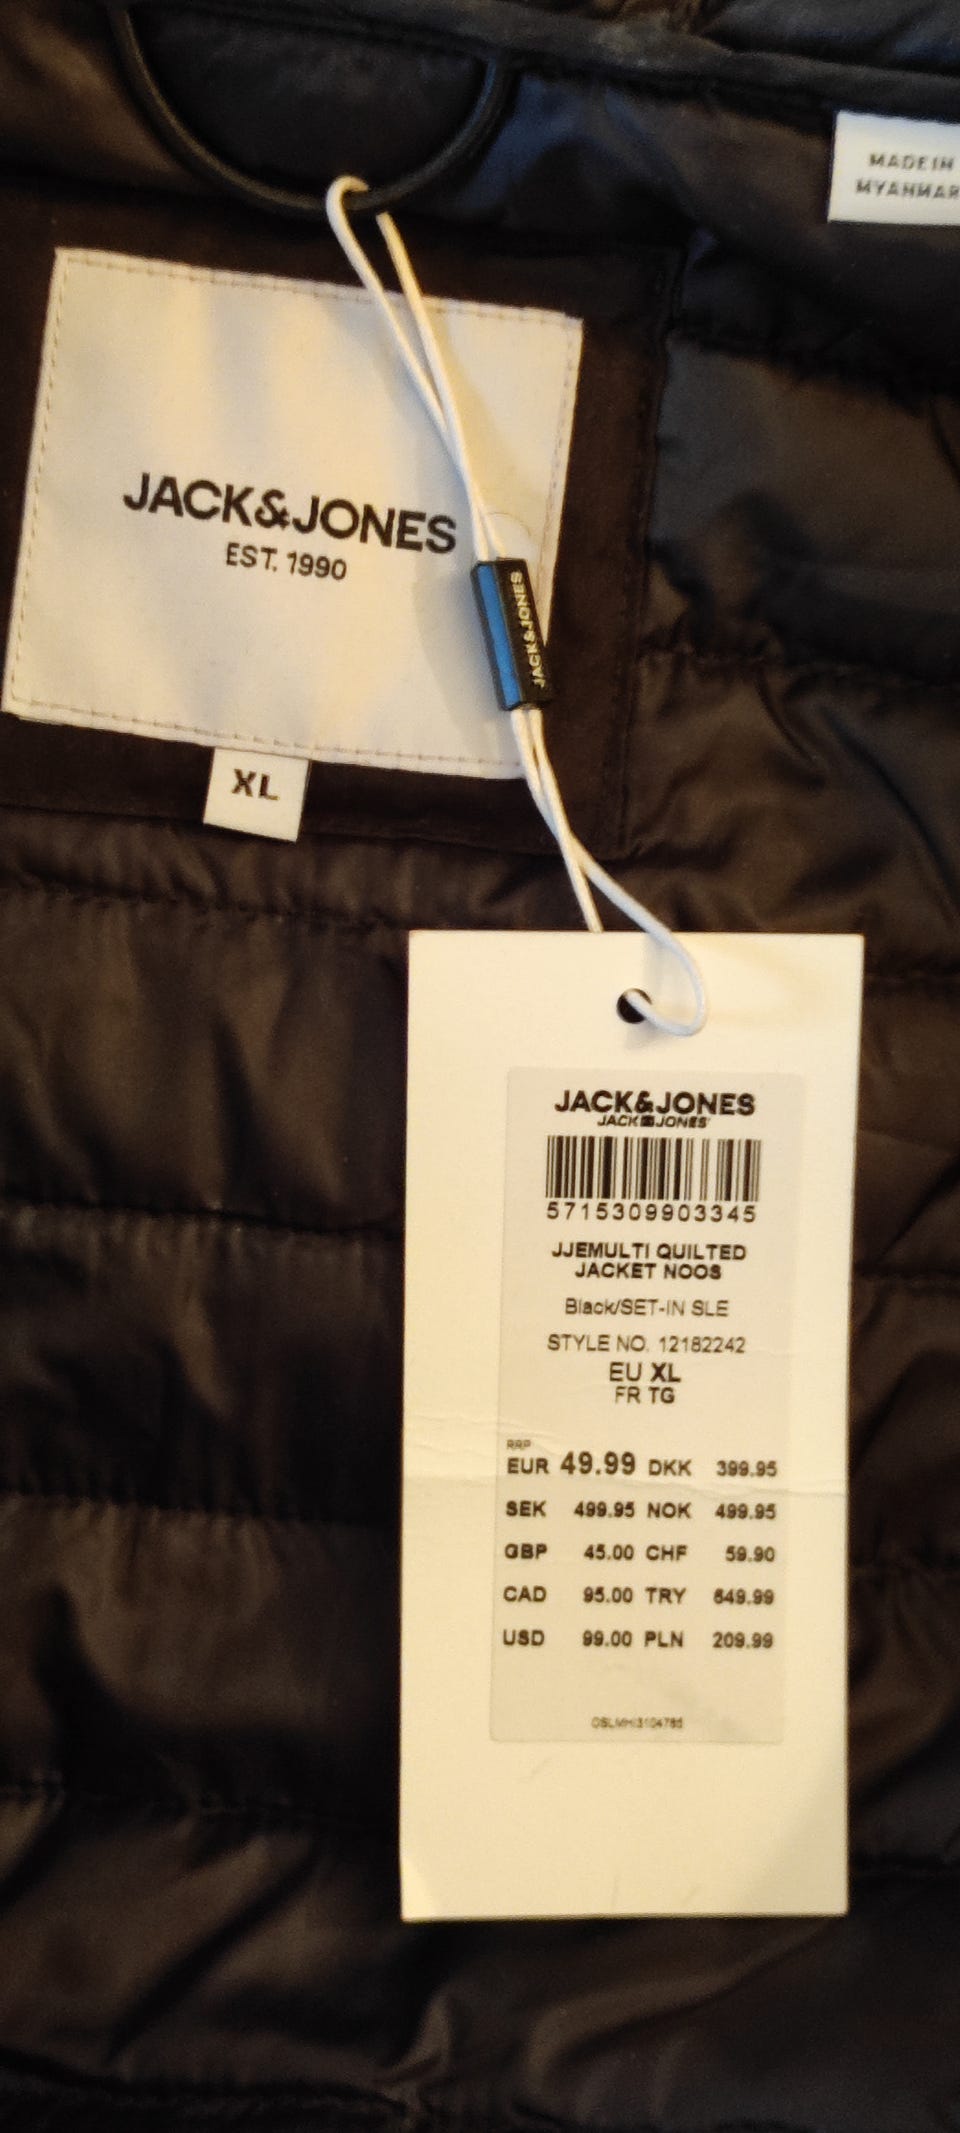 MADE IN
MYANMAR
JACK&JONES
EST. 1990
JACK&JONES
XL
JACK&JONES
JACK&JONES
5715309903345
JJEMULTI QUILTED
JACKET NOOS
Black/SET-IN SLE
STYLE NO. 12182242
EU XL
FR TG
RRP
EUR 49.99 DKK 399.95
SEK 499.95 NOK 499.95
GBP 45.00 CHF 59.90
CAD 95.00 TRY 649.99
USD 99.00 PLN 209.99